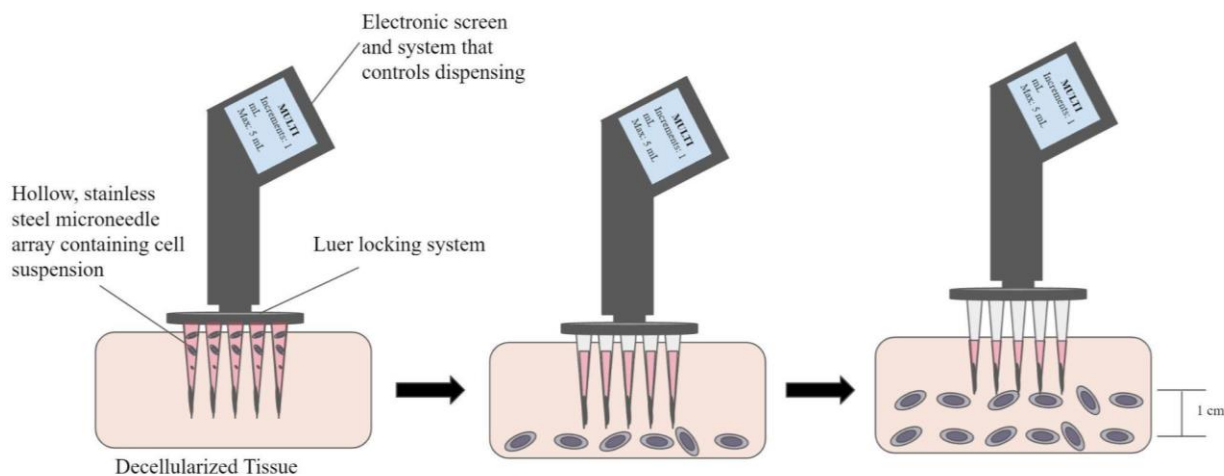 Electronic screen
and system that
controls dispensing
MULTI
Increments: 1
mL
Max: 5 mL
Hollow, stainless
steel microneedle
array containing cell
suspension
Luer locking system
Decellularized Tissue
MULTI
Increments: 1
mL
Max: 5 mL
MULTI
Increments: 1
mL
Max: 5 mL
1 cm